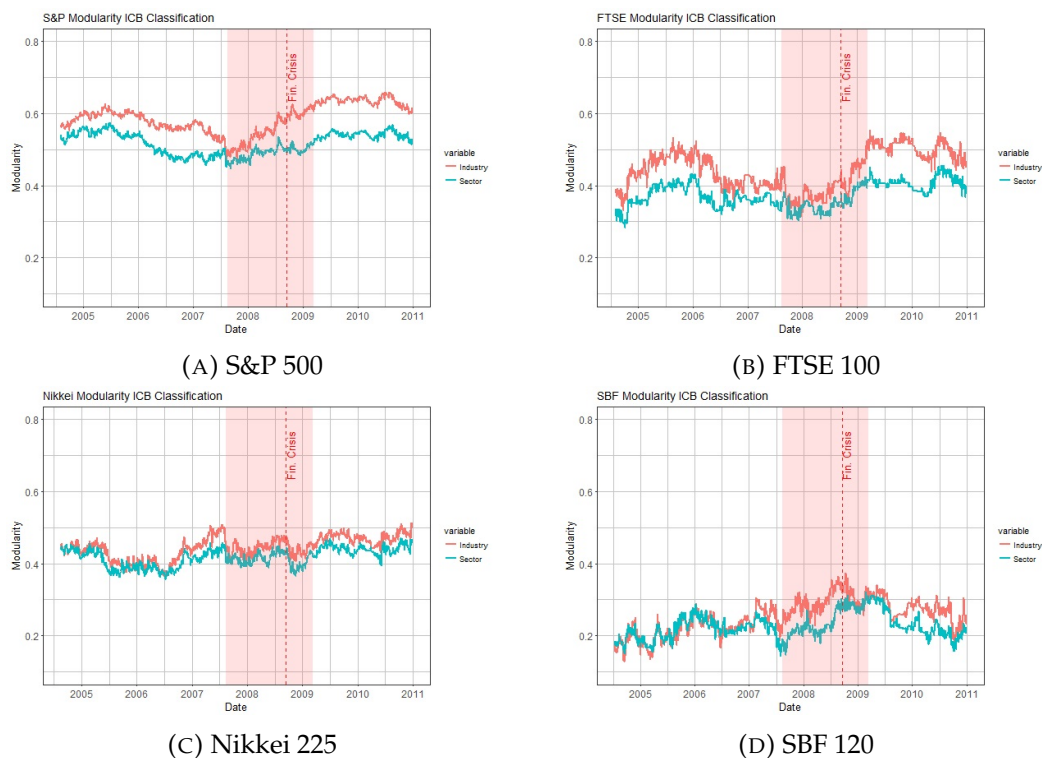 S&P Modularity ICB Classification
0.8
0.6
0.4
0.2
Modularity
Fin. Crisis
variable
Industry
Sector
2005 2006 2007 2008 2009 2010 2011
Date
(A) S&P 500
FTSE Modularity ICB Classification
0.8
0.6
0.4
0.2
Modularity
Fin. Crisis
variable
Industry
Sector
2005 2006 2007 2008 2009 2010 2011
Date
(B) FTSE 100
Nikkei Modularity ICB Classification
0.8
0.6
0.4
0.2
Modularity
Fin. Crisis
variable
Industry
Sector
2005 2006 2007 2008 2009 2010 2011
Date
(C) Nikkei 225
SBF Modularity ICB Classification
0.8
0.6
0.4
0.2
Modularity
Fin. Crisis
variable
Industry
Sector
2005 2006 2007 2008 2009 2010 2011
Date
(D) SBF 120